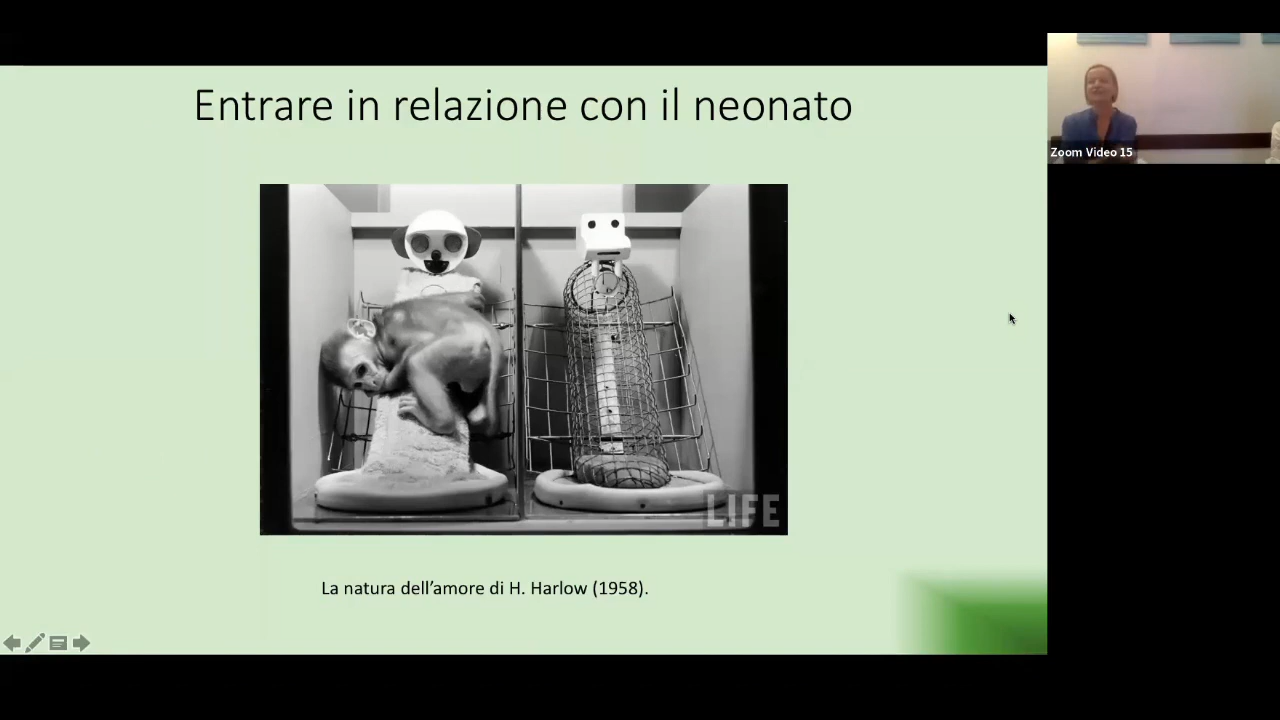 Entrare in relazione con il neonato
Zoom Video 15
LIFE
La natura dell'amore di H. Harlow (1958).